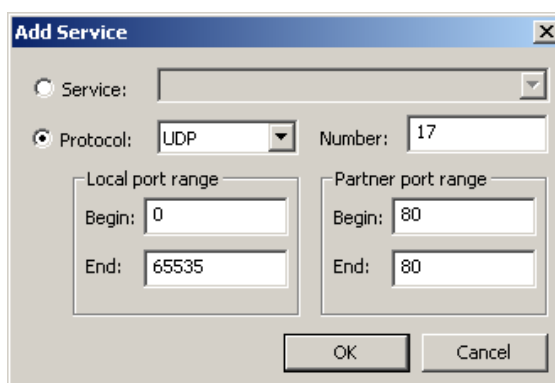 Add Service
Service:
Protocol: UDP Number: 17
Local port range Partner port range
Begin: 0 Begin: 80
End: 65535 End: 80
OK Cancel